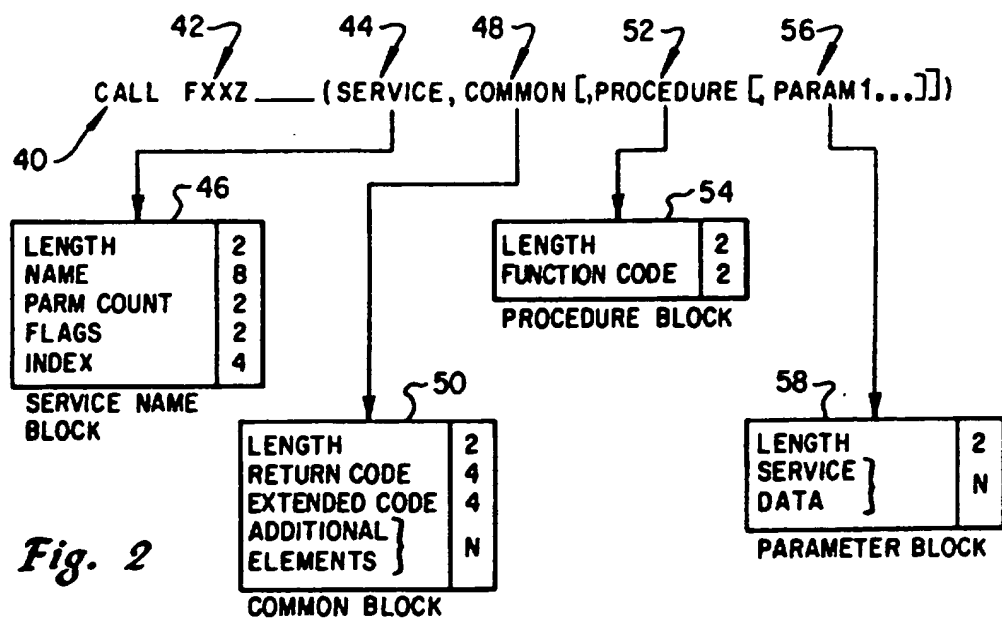 42 44 48 52 56
CALL FXXZ____(SERVICE, COMMON [,PROCEDURE [, PARAM1...]])
40
46
LENGTH 2
NAME 8
PARM COUNT 2
FLAGS 2
INDEX 4
SERVICE NAME
BLOCK
54
LENGTH 2
FUNCTION CODE 2
PROCEDURE BLOCK
50
LENGTH 2
RETURN CODE 4
EXTENDED CODE 4
ADDITIONAL
ELEMENTS } N
COMMON BLOCK
58
LENGTH 2
SERVICE
DATA } N
PARAMETER BLOCK
Fig. 2